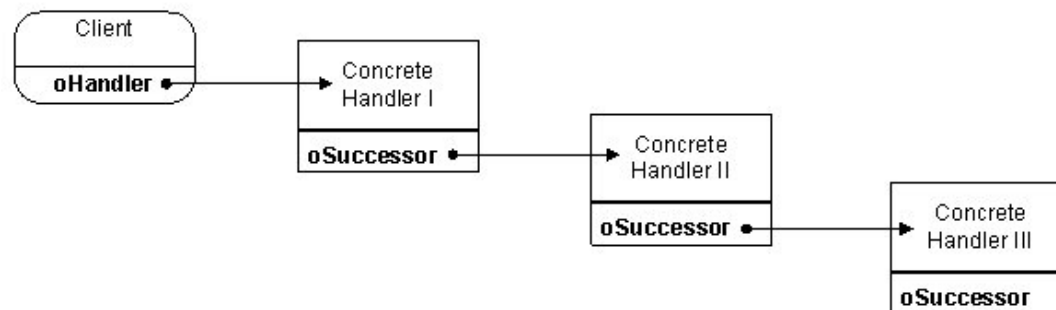 Client
oHandler
Concrete
Handler I
oSuccessor
Concrete
Handler II
oSuccessor
Concrete
Handler III
oSuccessor